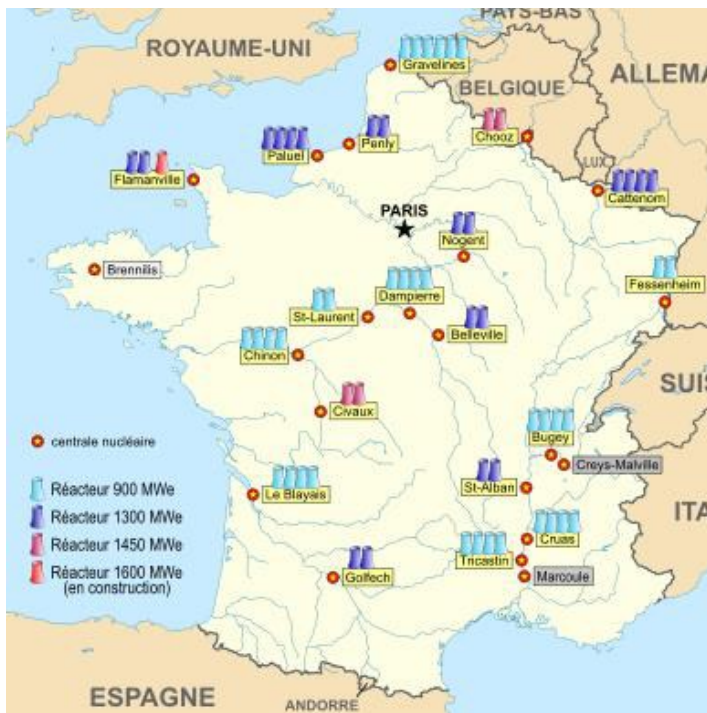 PAYS-BAS
ROYAUME-UNI
Gravelines
BELGIQUE
ALLEMA
Penly
Chooz
Paluel
LUX
Flamanville
Cattenom
PARIS
Nogent
Brennilis
Dampierre
Fessenheim
St-Laurent
Belleville
Chinon
SUIS
Civaux
centrale nucléaire
Bugey
Creys-Malville
Réacteur 900 MWe
Le Blayais
St-Alban
Réacteur 1300 MWe
ITA
Réacteur 1450 MWe
Cruas
Tricastin
Réacteur 1600 MWe
(en construction)
Golfech
Marcoule
ESPAGNE
ANDORRE